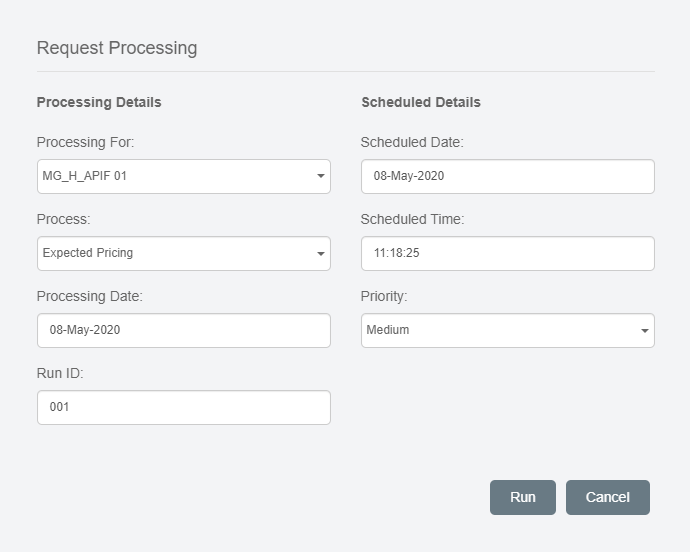 Request Processing
Processing Details
Processing For:
MG_H_APIF 01
Process:
Expected Pricing
Processing Date:
08-May-2020
Run ID:
001
Scheduled Details
Scheduled Date:
08-May-2020
Scheduled Time:
11:18:25
Priority:
Medium
Run
Cancel